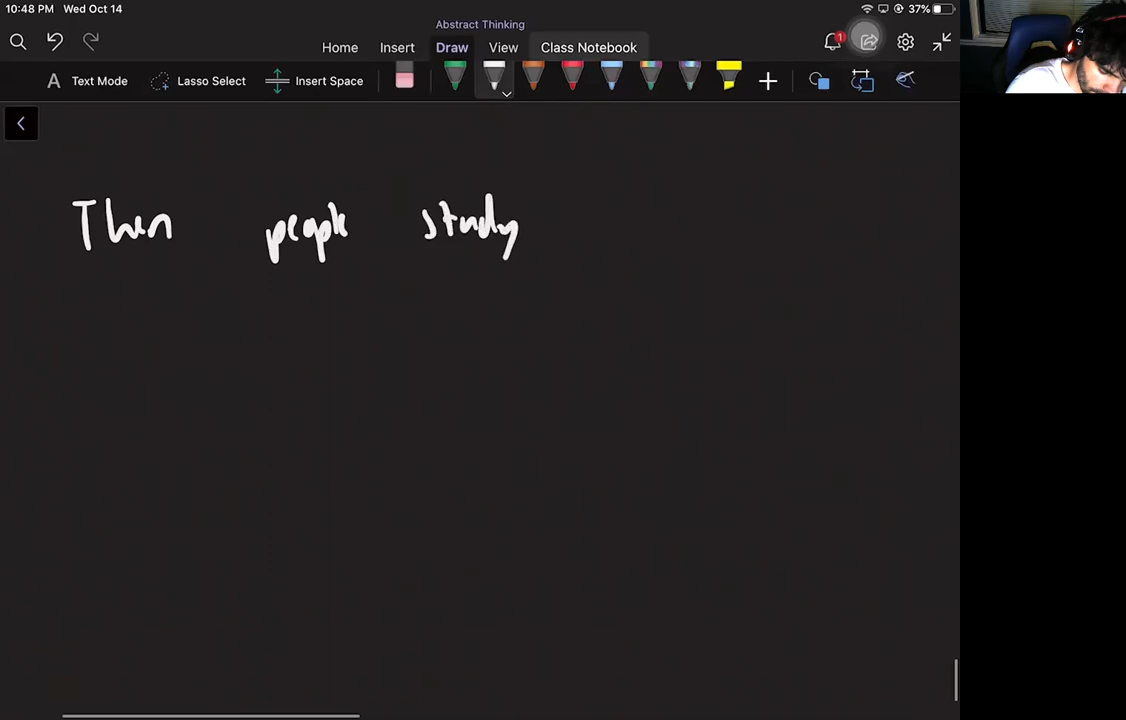 10:48 PM Wed Oct 14
37%
Abstract Thinking
Home Insert Draw View Class Notebook
1
A Text Mode Lasso Select Insert Space
Then people study